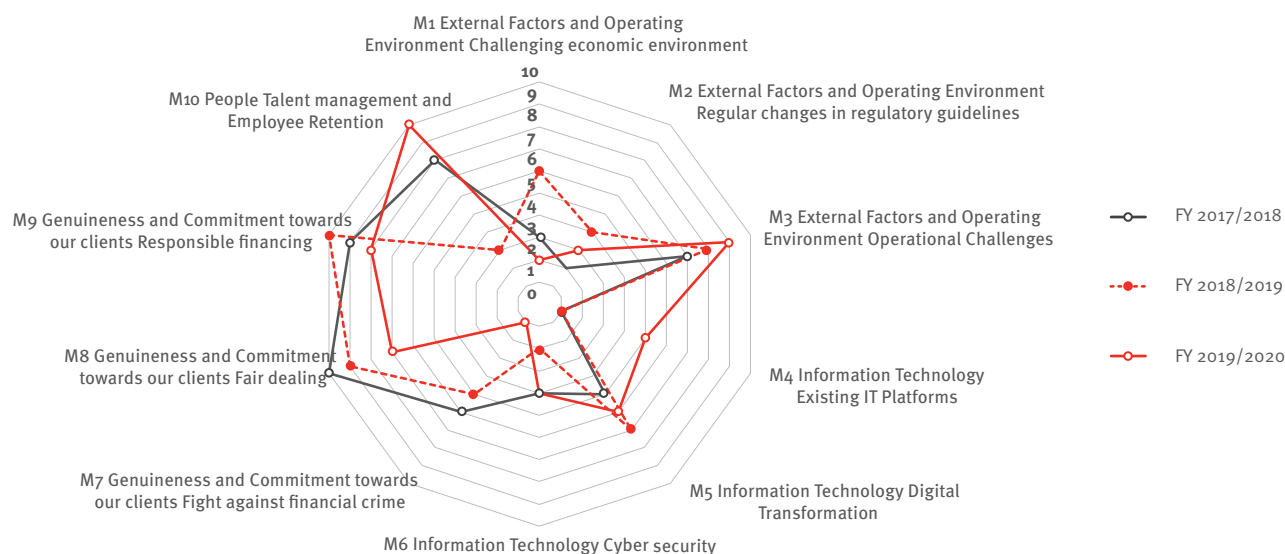 M1 External Factors and Operating
Environment Challenging economic environment
M2 External Factors and Operating Environment
Regular changes in regulatory guidelines
M3 External Factors and Operating
Environment Operational Challenges
M4 Information Technology
Existing IT Platforms
M5 Information Technology Digital
Transformation
M6 Information Technology Cyber security
M7 Genuineness and Commitment towards
our clients Fight against financial crime
M8 Genuineness and Commitment
towards our clients Fair dealing
M9 Genuineness and Commitment towards
our clients Responsible financing
M10 People Talent management and
Employee Retention
10
9
8
7
6
5
4
3
2
1
0
FY 2017/2018
FY 2018/2019
FY 2019/2020